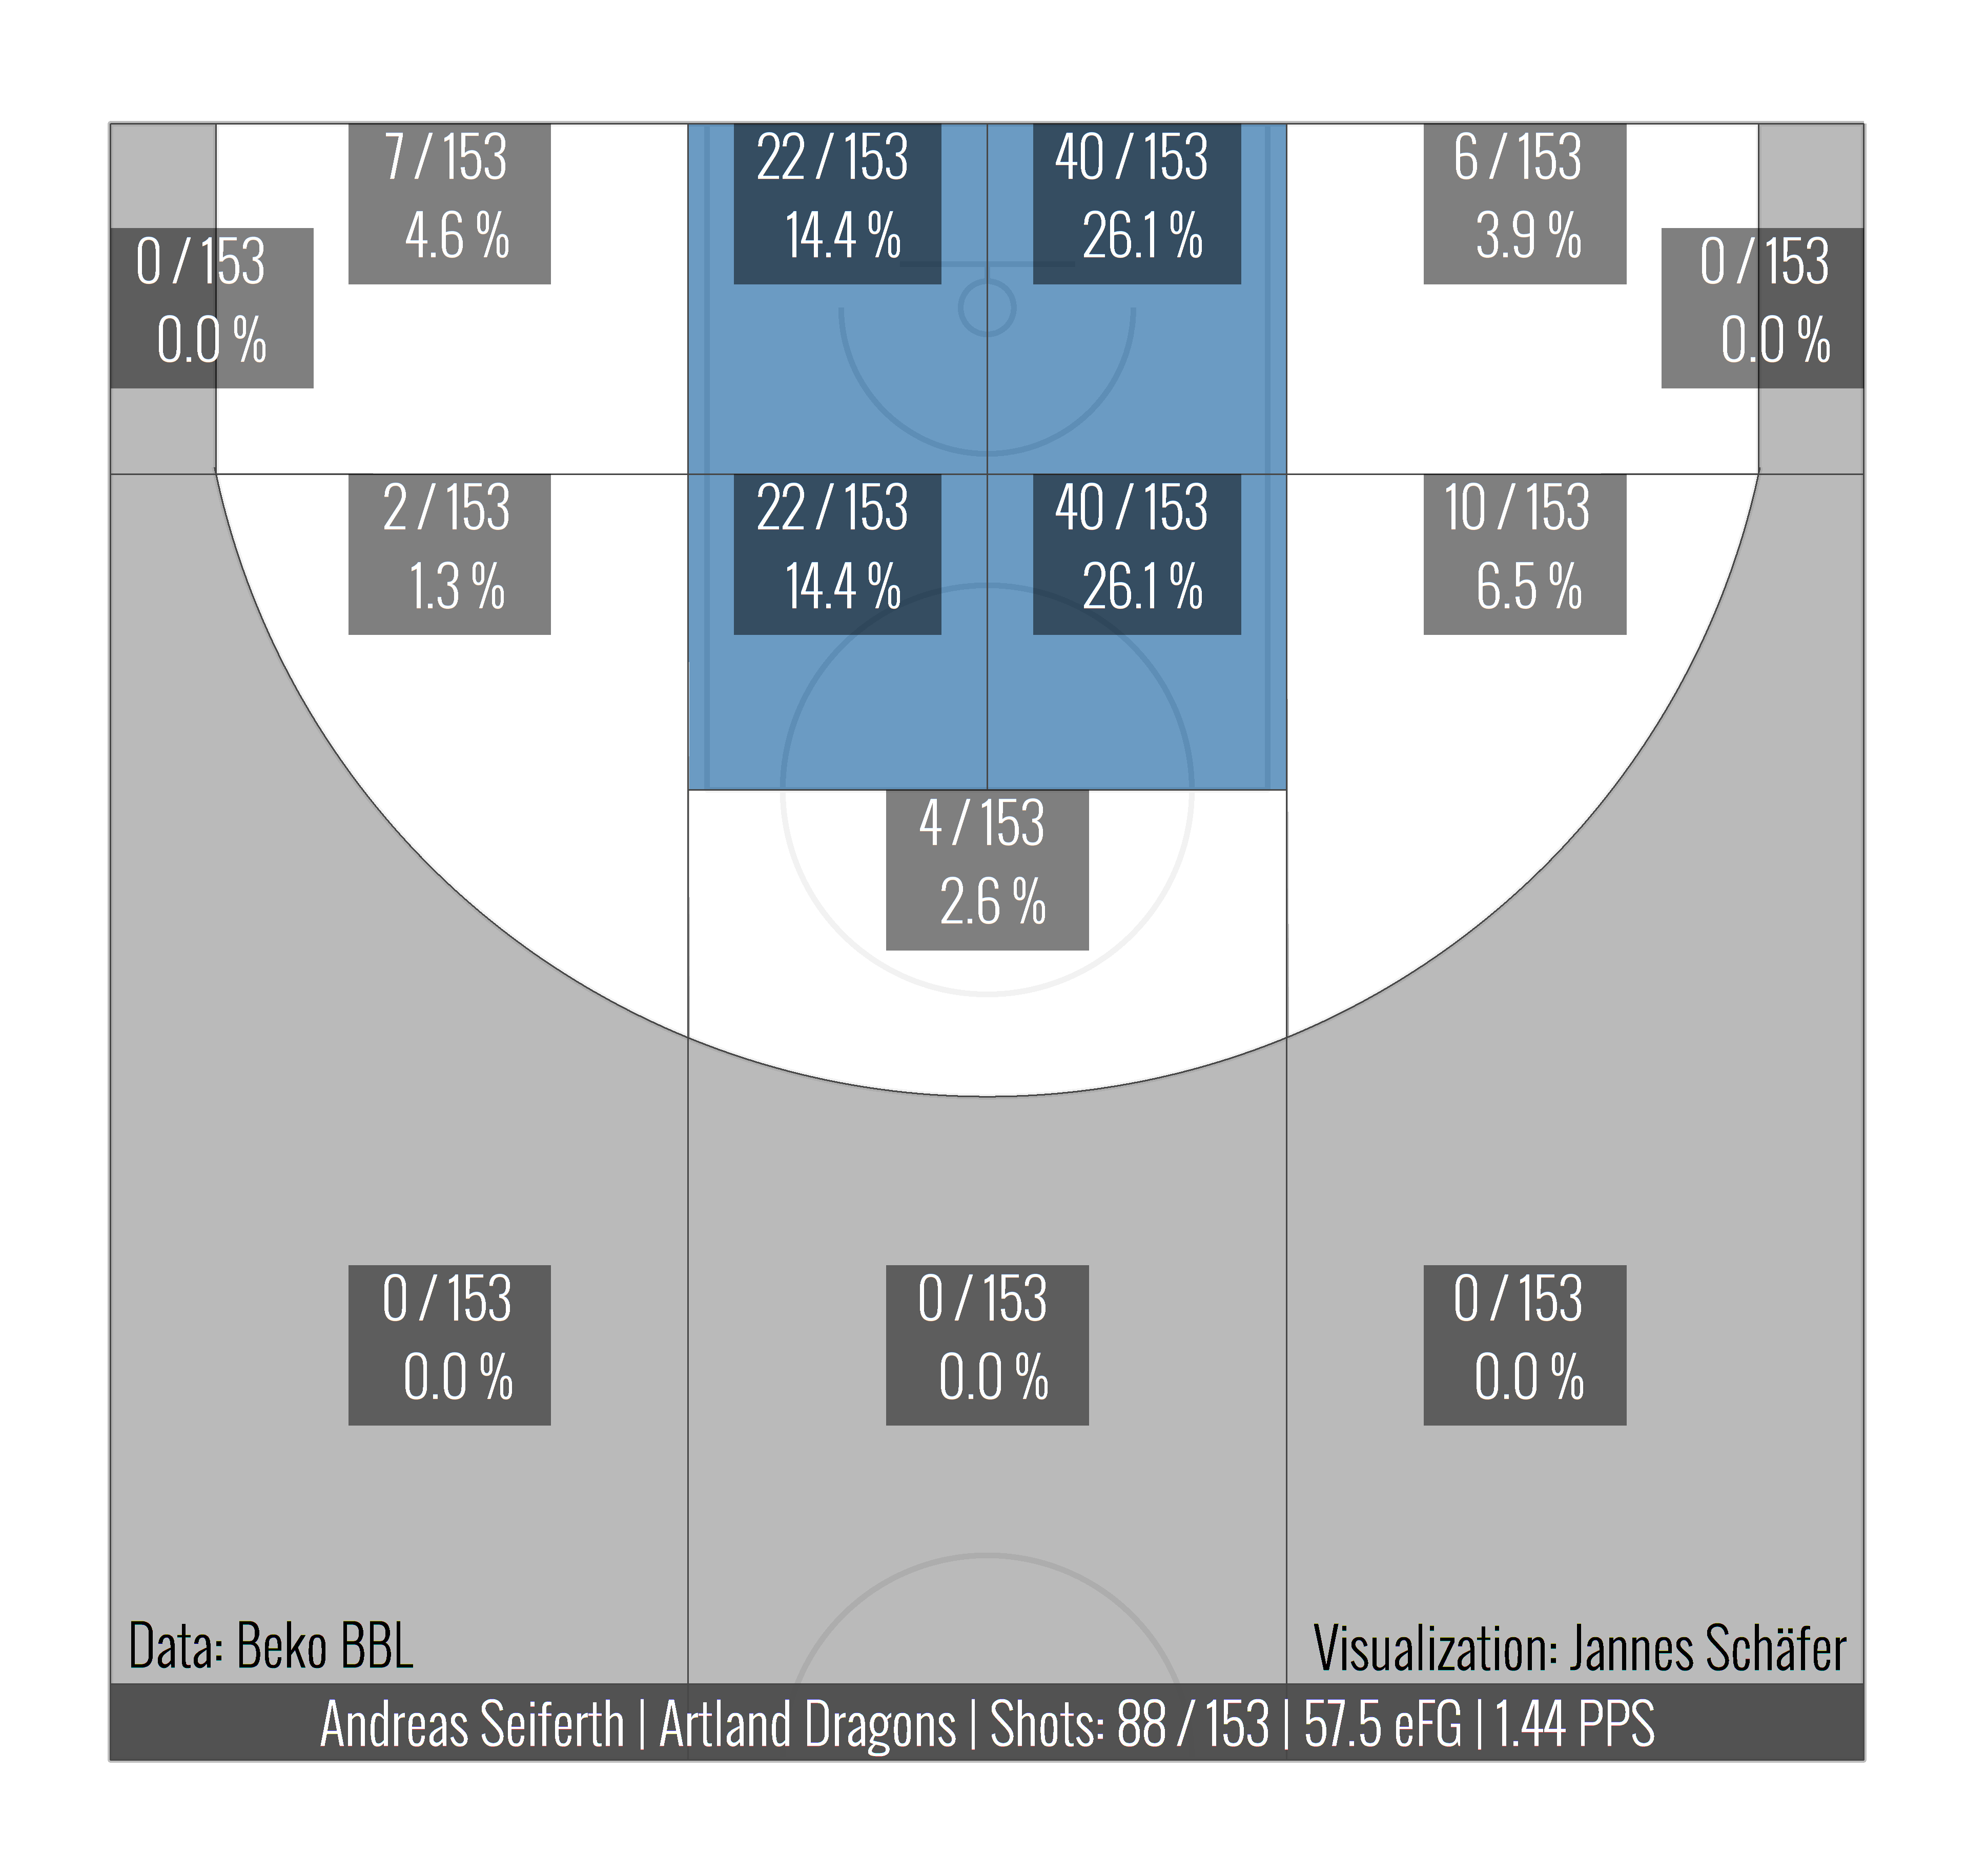 7 / 153
4.6 %
22 / 153
14.4 %
40 / 153
26.1 %
6 / 153
3.9 %
0 / 153
0.0 %
0 / 153
0.0 %
2 / 153
1.3 %
22 / 153
14.4 %
40 / 153
26.1 %
10 / 153
6.5 %
4 / 153
2.6 %
0 / 153
0.0 %
0 / 153
0.0 %
0 / 153
0.0 %
Data: Beko BBL
Visualization: Jannes Schäfer
Andreas Seiferth | Artland Dragons | Shots: 88 / 153 | 57.5 eFG | 1.44 PPS